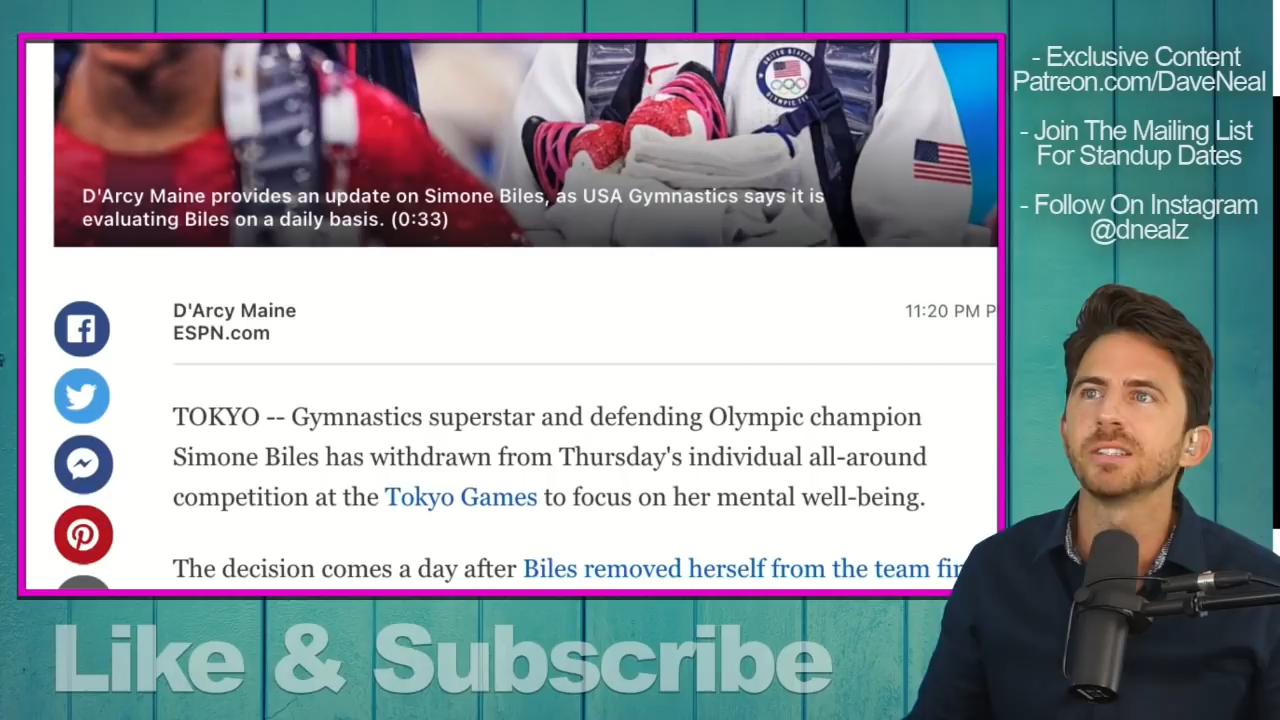 - Exclusive Content
Patreon.com/DaveNeal
- Join The Mailing List
For Standup Dates
- Follow On Instagram
@dnealz
D'Arcy Maine provides an update on Simone Biles, as USA Gymnastics says it is
evaluating Biles on a daily basis. (0:33)
D'Arcy Maine
ESPN.com
11:20 PM P
TOKYO -- Gymnastics superstar and defending Olympic champion
Simone Biles has withdrawn from Thursday's individual all-around
competition at the Tokyo Games to focus on her mental well-being.
The decision comes a day after Biles removed herself from the team fin
Like & Subscribe